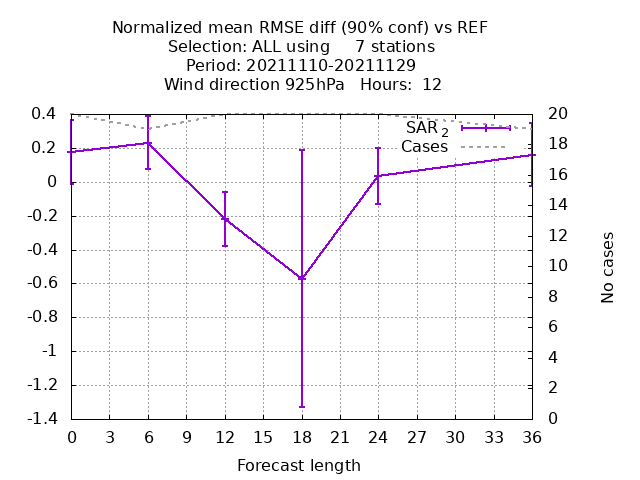 Normalized mean RMSE diff (90% conf) vs REF
Selection: ALL using     7 stations
Period: 20211110-20211129
Wind direction 925hPa   Hours:  12
SAR 2
Cases
0.4
0.2
0
-0.2
-0.4
-0.6
-0.8
-1
-1.2
-1.4
20
18
16
14
12
10
8
6
4
2
0
No cases
0 3 6 9 12 15 18 21 24 27 30 33 36
Forecast length